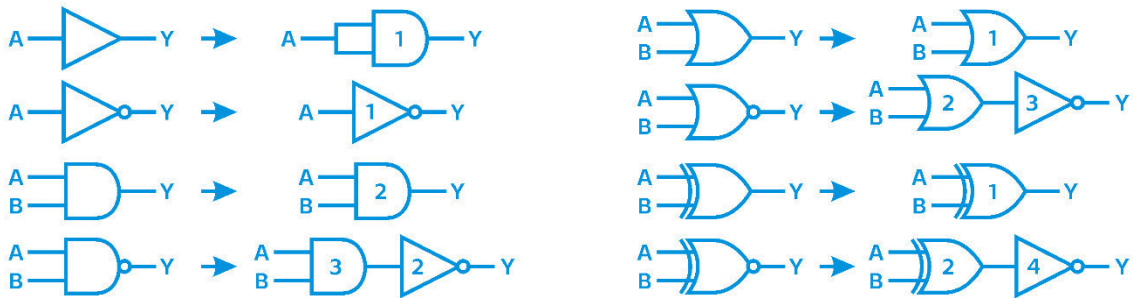 A Y A 1 Y
A Y A 1 Y
A B Y A B 2 Y
A B Y A B 3 2 Y
A B Y A B 1 Y
A B Y A B 2 3 Y
A B Y A B 1 Y
A B Y A B 2 4 Y